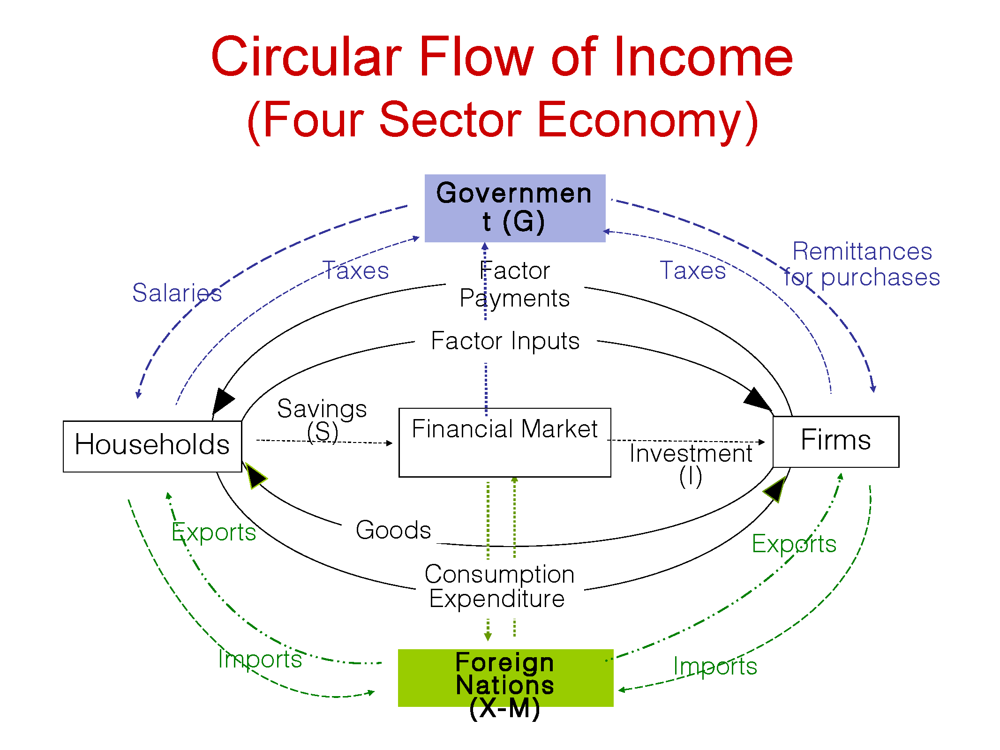 Circular Flow of Income
(Four Sector Economy)
Governmen
t (G)
Remittances
for purchases
Taxes
Factor
Payments
Taxes
Salaries
Factor Inputs
Savings
(S)
Financial Market
Households
Firms
Investment
(I)
Goods
Exports
Exports
Consumption
Expenditure
Imports
Imports
Foreign
Nations
(X-M)